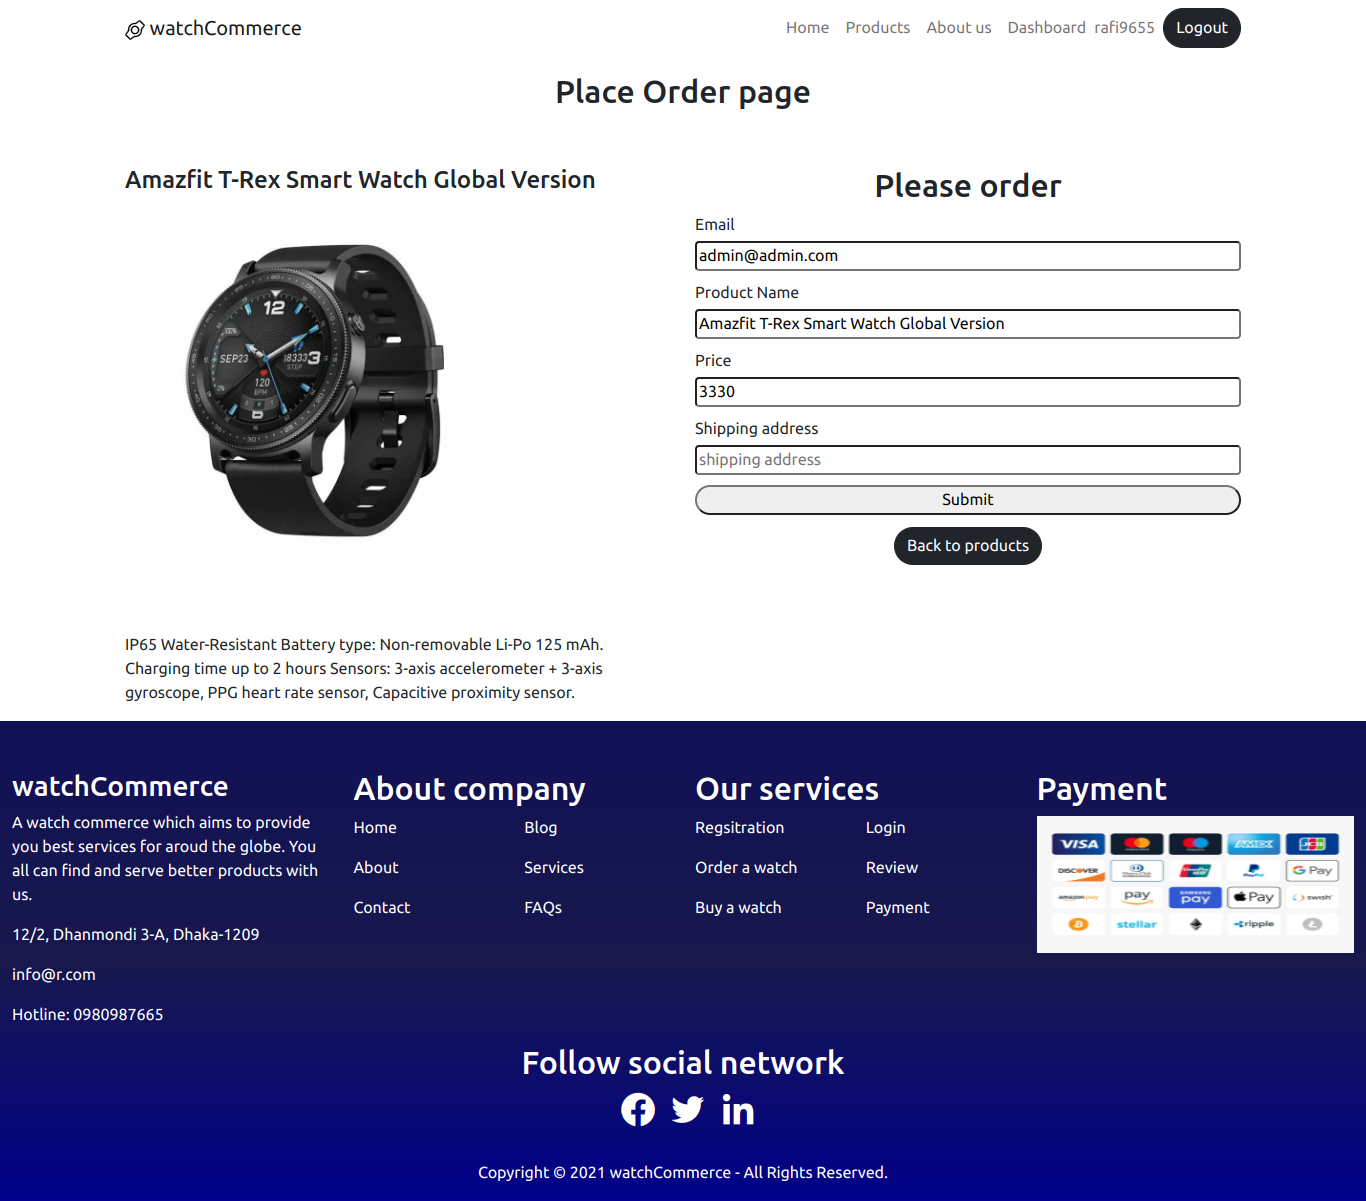 watchCommerce
Home Products About us Dashboard rafi9655 Logout
Place Order page
Amazfit T-Rex Smart Watch Global Version
12
100%
SEP23
183333
STEP
120
BPM
IP65 Water-Resistant Battery type: Non-removable Li-Po 125 mAh.
Charging time up to 2 hours Sensors: 3-axis accelerometer + 3-axis
gyroscope, PPG heart rate sensor, Capacitive proximity sensor.
Please order
Email
admin@admin.com
Product Name
Amazfit T-Rex Smart Watch Global Version
Price
3330
Shipping address
shipping address
Submit
Back to products
watchCommerce
A watch commerce which aims to provide
you best services for aroud the globe. You
all can find and serve better products with
us.
12/2, Dhanmondi 3-A, Dhaka-1209
info@r.com
Hotline: 0980987665
About company
Home Blog
About Services
Contact FAQs
Our services
Regsitration Login
Order a watch Review
Buy a watch Payment
Payment
VISA AMEX JCB
DISCOVER PayPal G Pay
amazon pay pay SAMSUNG pay Pay swish
stellar ripple
Follow social network
Copyright © 2021 watchCommerce - All Rights Reserved.